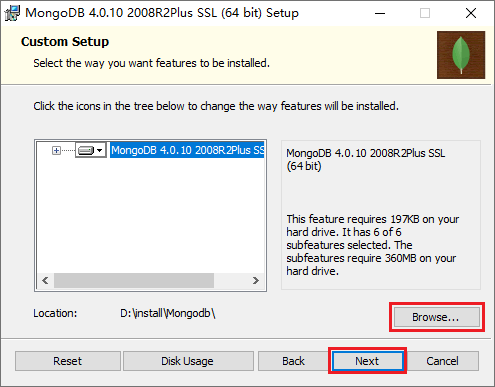 MongoDB 4.0.10 2008R2Plus SSL (64 bit) Setup
Custom Setup
Select the way you want features to be installed.
Click the icons in the tree below to change the way features will be installed.
MongoDB 4.0.10 2008R2Plus SS
MongoDB 4.0.10 2008R2Plus SSL
(64 bit)
This feature requires 197KB on your
hard drive. It has 6 of 6
subfeatures selected. The
subfeatures require 360MB on your
hard drive.
Location: D:\install\Mongodb\
Browse...
Reset Disk Usage Back Next Cancel